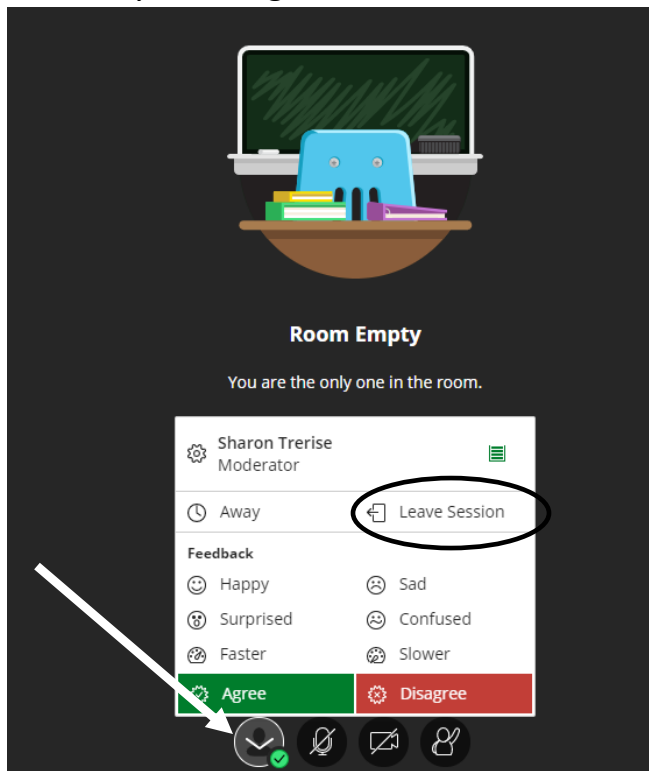 Room Empty
You are the only one in the room.
Sharon Trerise
Moderator
Away Leave Session
Feedback
Happy Sad
Surprised Confused
Faster Slower
Agree Disagree